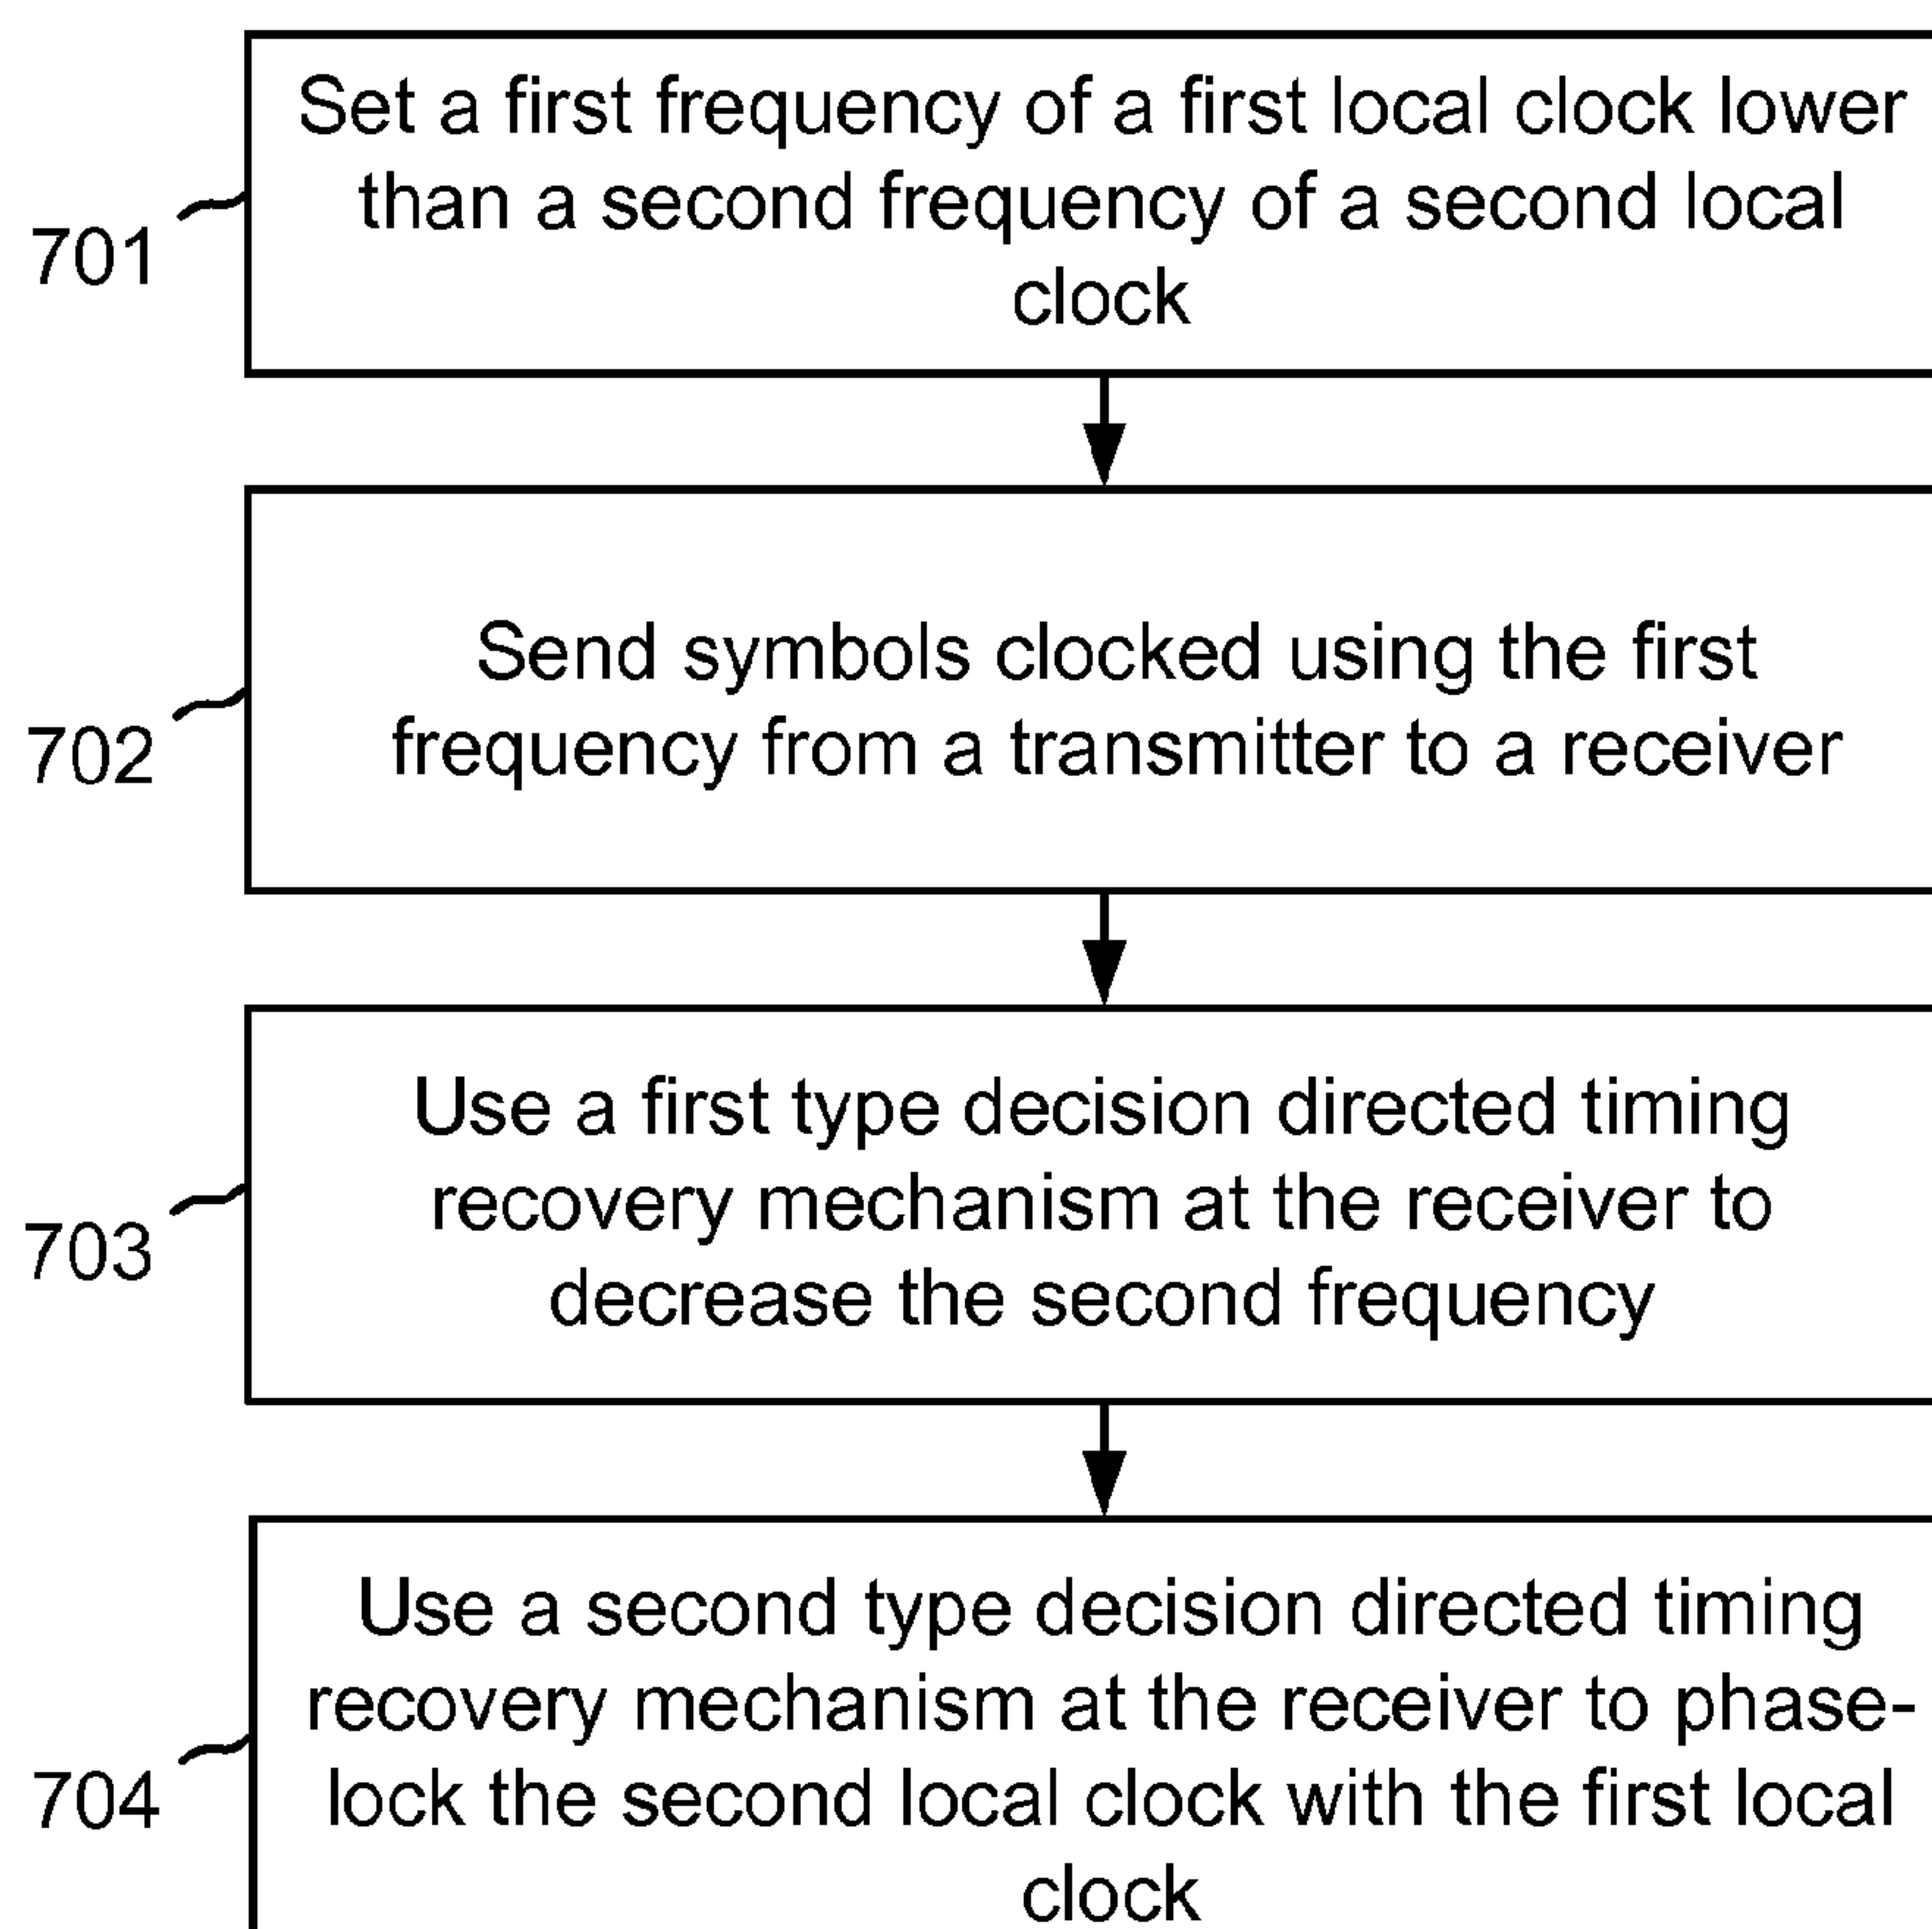 Set a first frequency of a first local clock lower
than a second frequency of a second local
clock
701
Send symbols clocked using the first
frequency from a transmitter to a receiver
702
Use a first type decision directed timing
recovery mechanism at the receiver to
decrease the second frequency
703
Use a second type decision directed timing
recovery mechanism at the receiver to phase-
lock the second local clock with the first local
clock
704